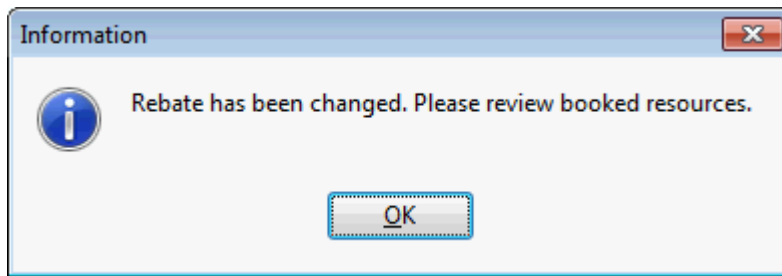 Information
Rebate has been changed. Please review booked resources.
OK